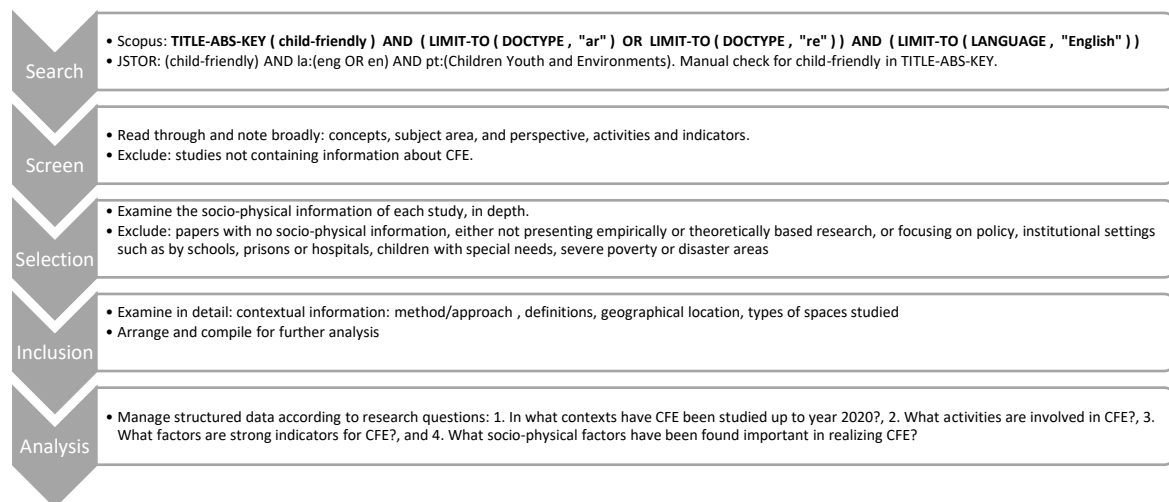 Search
• Scopus: TITLE-ABS-KEY ( child-friendly ) AND ( LIMIT-TO ( DOCTYPE , "ar" ) OR LIMIT-TO ( DOCTYPE , "re" ) ) AND ( LIMIT-TO ( LANGUAGE , "English" ) )
• JSTOR: (child-friendly) AND la:(eng OR en) AND pt:(Children Youth and Environments). Manual check for child-friendly in TITLE-ABS-KEY.
Screen
• Read through and note broadly: concepts, subject area, and perspective, activities and indicators.
• Exclude: studies not containing information about CFE.
Selection
• Examine the socio-physical information of each study, in depth.
• Exclude: papers with no socio-physical information, either not presenting empirically or theoretically based research, or focusing on policy, institutional settings
such as by schools, prisons or hospitals, children with special needs, severe poverty or disaster areas
Inclusion
• Examine in detail: contextual information: method/approach , definitions, geographical location, types of spaces studied
• Arrange and compile for further analysis
Analysis
• Manage structured data according to research questions: 1. In what contexts have CFE been studied up to year 2020?, 2. What activities are involved in CFE?, 3.
What factors are strong indicators for CFE?, and 4. What socio-physical factors have been found important in realizing CFE?